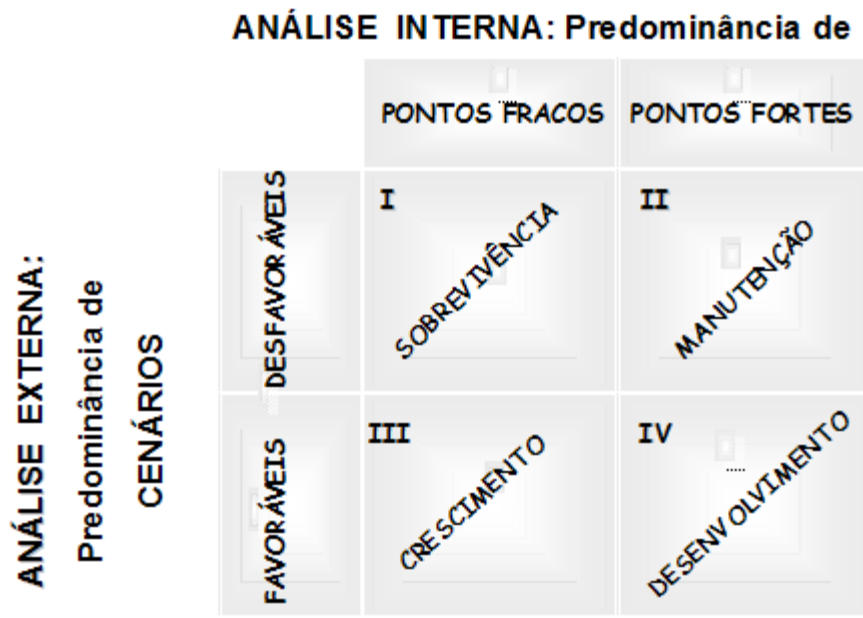 ANÁLISE INTERNA: Predominância de
PONTOS FRACOS
PONTOS FORTES
ANÁLISE EXTERNA:
Predominância de
CENÁRIOS
DESFAVORÁVEIS
I
SOBREVIVÊNCIA
II
MANUTENÇÃO
FAVORÁVEIS
III
CRESCIMENTO
IV
DESENVOLVIMENTO